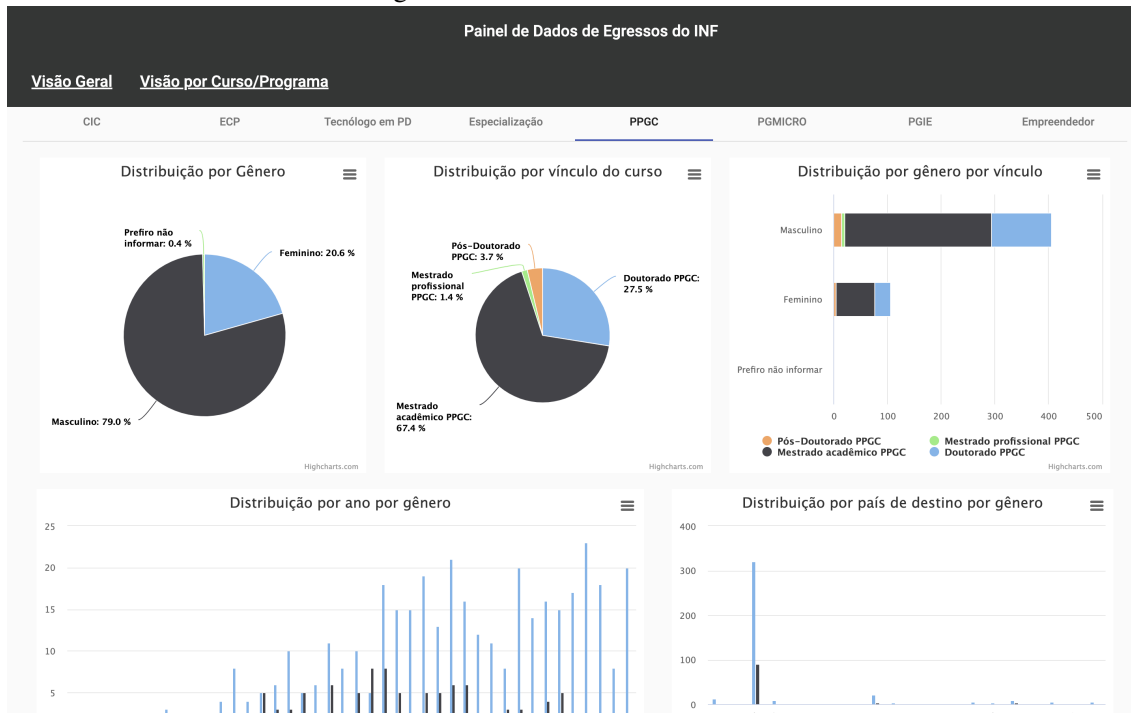 Painel de Dados de Egressos do INF
Visão Geral Visão por Curso/Programa
CIC ECP Tecnólogo em PD Especialização PPGC PGMICRO PGIE Empreendedor
Distribuição por Gênero
Prefiro não
informar: 0.4 %
Feminino: 20.6 %
Masculino: 79.0 %
Highcharts.com
Distribuição por vínculo do curso
Pós-Doutorado
PPGC: 3.7 %
Mestrado
profissional
PPGC: 1.4 %
Doutorado PPGC:
27.5 %
Mestrado
acadêmico PPGC:
67.4 %
Highcharts.com
Distribuição por gênero por vínculo
Masculino
Feminino
Prefiro não informar
0 100 200 300 400 500
Pós-Doutorado PPGC Mestrado profissional PPGC
Mestrado acadêmico PPGC Doutorado PPGC
Highcharts.com
Distribuição por ano por gênero
25
20
15
10
5
Distribuição por país de destino por gênero
400
300
200
100
0